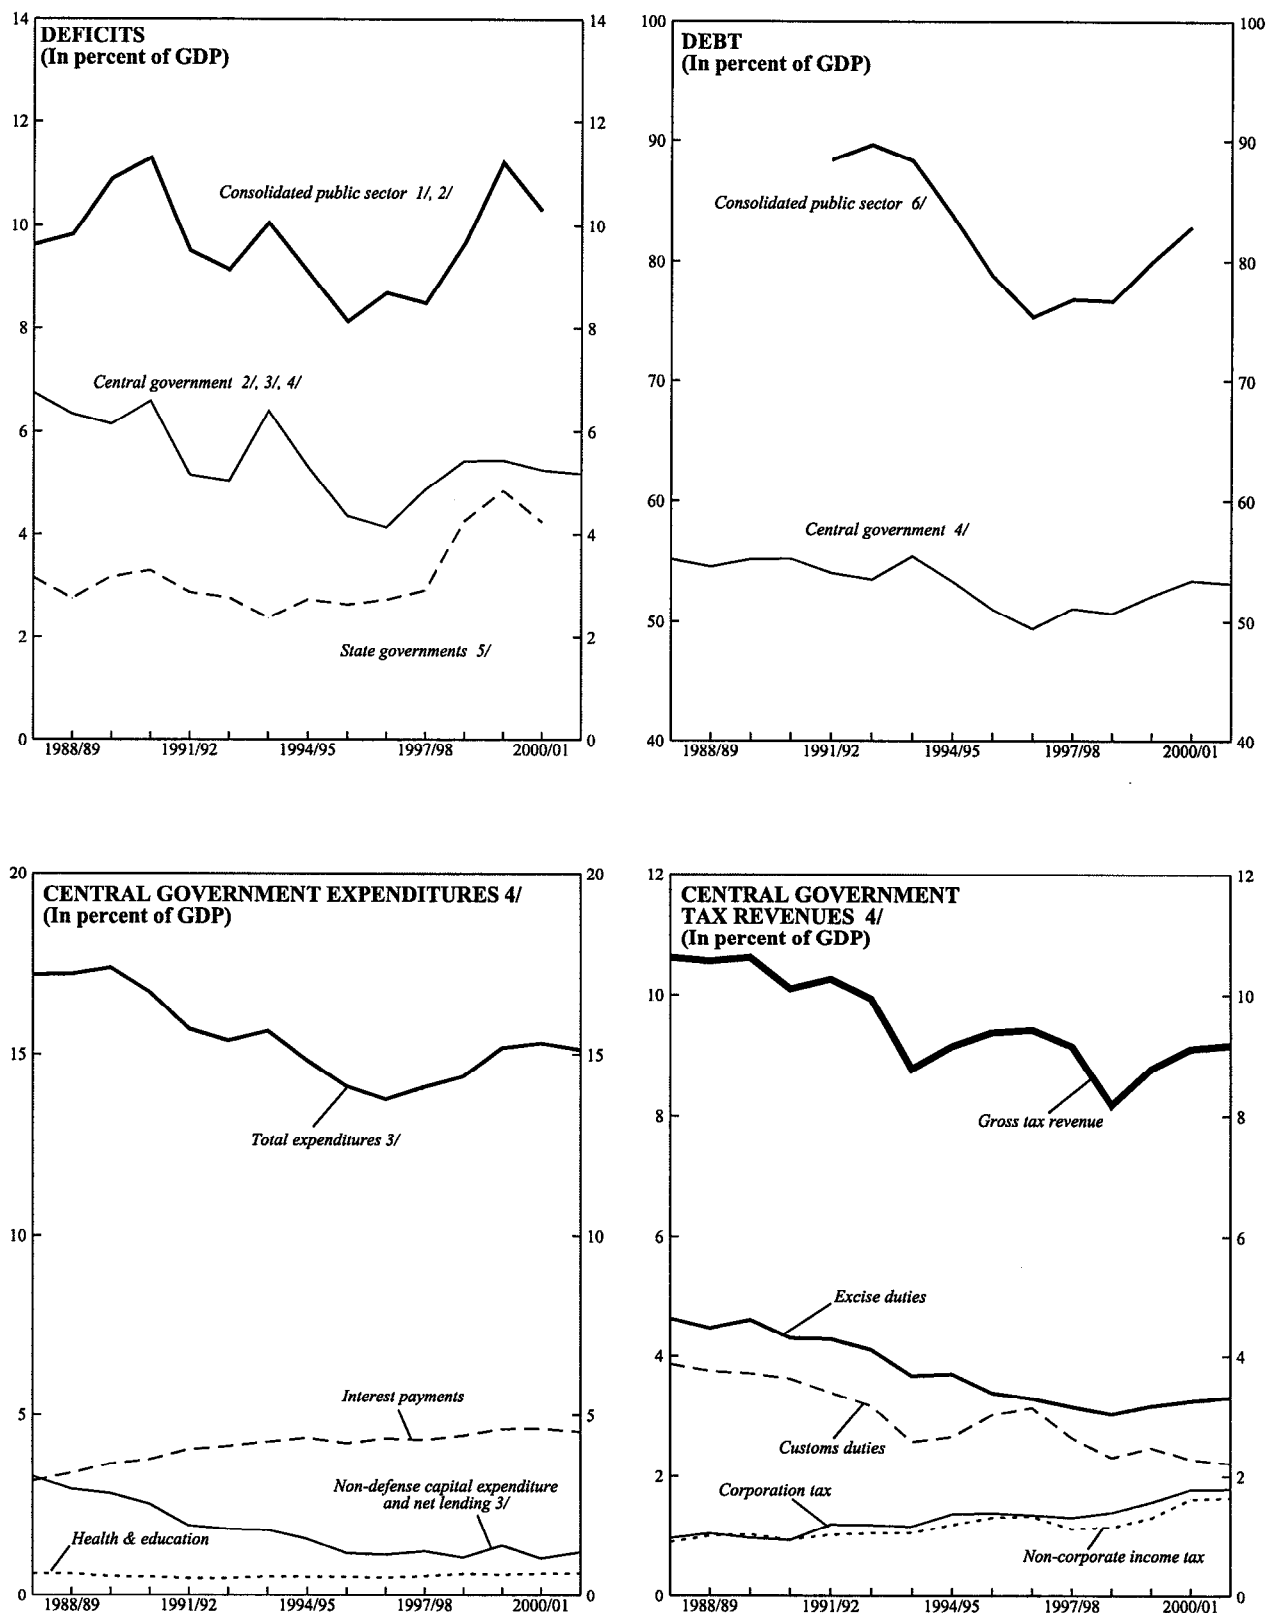 DEFICITS
(In percent of GDP)
14
12
10
8
6
4
2
0
14
12
10
8
6
4
2
0
Consolidated public sector 1/, 2/
Central government 2/, 3/, 4/
State governments 5/
1988/89 1991/92 1994/95 1997/98 2000/01
DEBT
(In percent of GDP)
100
90
80
70
60
50
40
100
90
80
70
60
50
40
Consolidated public sector 6/
Central government 4/
1988/89 1991/92 1994/95 1997/98 2000/01
CENTRAL GOVERNMENT EXPENDITURES 4/
(In percent of GDP)
20
15
10
5
0
20
15
10
5
0
Total expenditures 3/
Interest payments
Non-defense capital expenditure
and net lending 3/
Health & education
1988/89 1991/92 1994/95 1997/98 2000/01
CENTRAL GOVERNMENT
TAX REVENUES 4/
(In percent of GDP)
12
10
8
6
4
2
0
12
10
8
6
4
2
0
Gross tax revenue
Excise duties
Customs duties
Corporation tax
Non-corporate income tax
1988/89 1991/92 1994/95 1997/98 2000/01